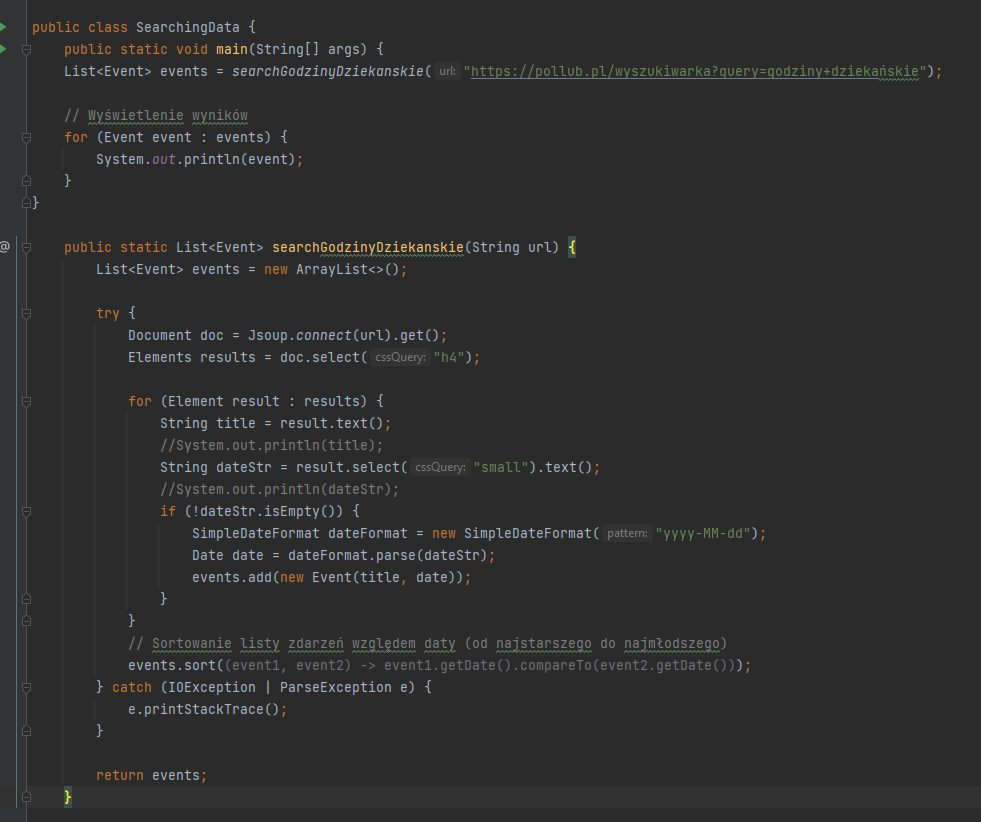 public class SearchingData {
public static void main(String[] args) {
List<Event> events = searchGodzinyDziekanskie( url: "https://pollub.pl/wyszukiwarka?query=godziny+dziekańskie");
// Wyświetlenie wyników
for (Event event : events) {
System.out.println(event);
}
}
@ public static List<Event> searchGodzinyDziekanskie(String url) {
List<Event> events = new ArrayList<>();
try {
Document doc = Jsoup.connect(url).get();
Elements results = doc.select( cssQuery: "h4");
for (Element result : results) {
String title = result.text();
//System.out.println(title);
String dateStr = result.select( cssQuery: "small").text();
//System.out.println(dateStr);
if (!dateStr.isEmpty()) {
SimpleDateFormat dateFormat = new SimpleDateFormat( pattern: "yyyy-MM-dd");
Date date = dateFormat.parse(dateStr);
events.add(new Event(title, date));
}
}
// Sortowanie listy zdarzeń względem daty (od najstarszego do najmłodszego)
events.sort((event1, event2) -> event1.getDate().compareTo(event2.getDate()));
} catch (IOException | ParseException e) {
e.printStackTrace();
}
return events;
}